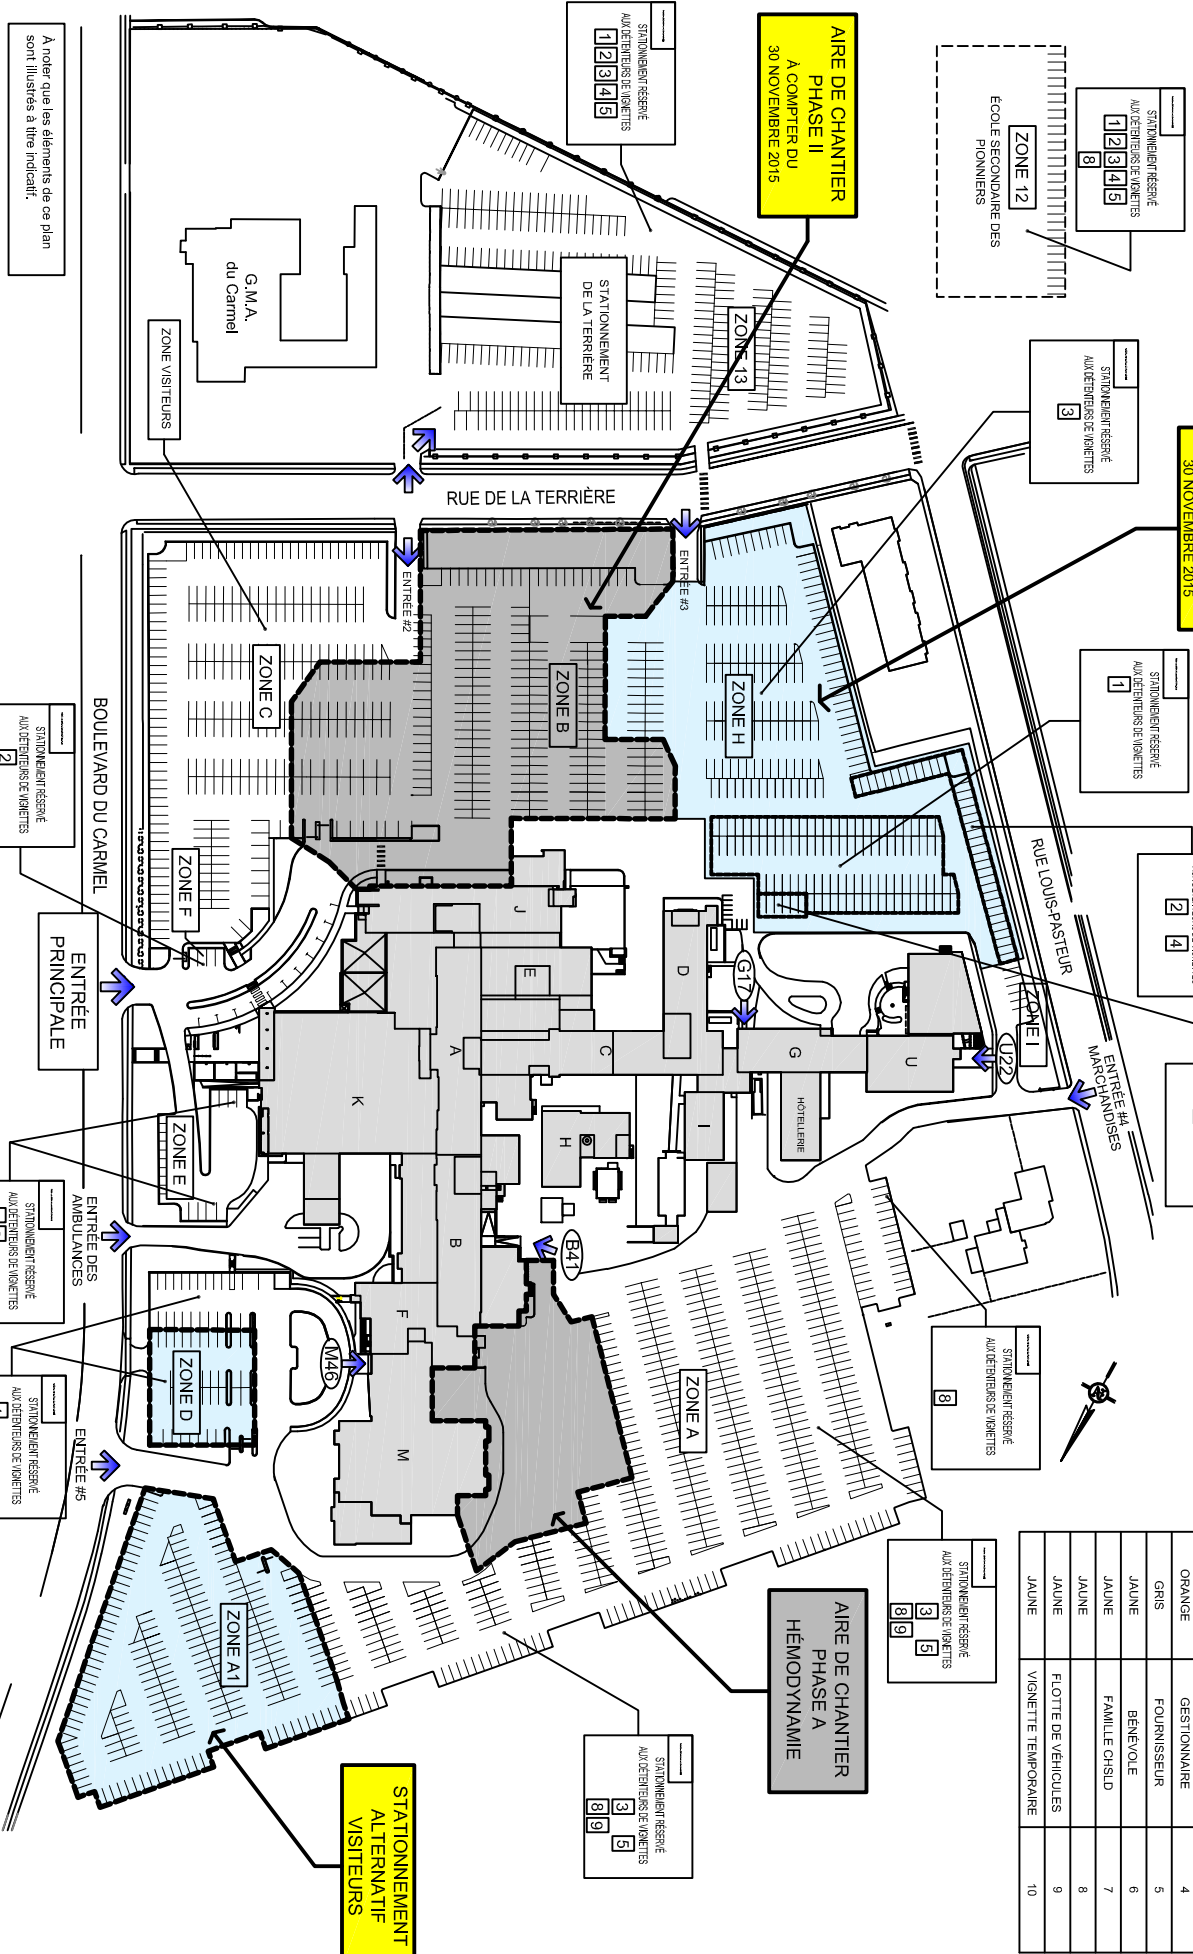 STATIONNEMENT RÉSERVÉ
AUX DÉTENTEURS DE VIGNETTES
1 2 3 4 5
8
ZONE 12
ÉCOLE SECONDAIRE DES
PIONNIERS
AIRE DE CHANTIER
PHASE II
À COMPTER DU
30 NOVEMBRE 2015
STATIONNEMENT RÉSERVÉ
AUX DÉTENTEURS DE VIGNETTES
1 2 3 4 5
À noter que les éléments de ce plan
sont illustrés à titre indicatif.
30 NOVEMBRE 2015
STATIONNEMENT RÉSERVÉ
AUX DÉTENTEURS DE VIGNETTES
3
ZONE 13
STATIONNEMENT
DE LA TERRIÈRE
G.M.A.
du Carmel
ZONE VISITEURS
RUE DE LA TERRIÈRE
ENTRÉE #3
ENTRÉE #2
STATIONNEMENT RÉSERVÉ
AUX DÉTENTEURS DE VIGNETTES
1
ZONE H
ZONE B
ZONE C
BOULEVARD DU CARMEL
STATIONNEMENT RÉSERVÉ
AUX DÉTENTEURS DE VIGNETTES
2
2 4
RUE LOUIS-PASTEUR
ZONE F
ENTRÉE
PRINCIPALE
ZONE I
ENTRÉE #4
MARCHANDISES
U22
G17
J
E
D
A
C
G
U
K
HÔTELLERIE
I
H
B
F
M
B41
M46
ZONE E
ENTRÉE DES
AMBULANCES
STATIONNEMENT RÉSERVÉ
AUX DÉTENTEURS DE VIGNETTES
ZONE D
ENTRÉE #5
STATIONNEMENT RÉSERVÉ
AUX DÉTENTEURS DE VIGNETTES
STATIONNEMENT RÉSERVÉ
AUX DÉTENTEURS DE VIGNETTES
8
ZONE A
STATIONNEMENT RÉSERVÉ
AUX DÉTENTEURS DE VIGNETTES
3 5
8 9
AIRE DE CHANTIER
PHASE A
HÉMODYNAMIE
ZONE A1
STATIONNEMENT RÉSERVÉ
AUX DÉTENTEURS DE VIGNETTES
3 5
8 9
STATIONNEMENT
ALTERNATIF
VISITEURS
ORANGE GESTIONNAIRE 4
GRIS FOURNISSEUR 5
JAUNE BÉNÉVOLE 6
JAUNE FAMILLE CHSLD 7
JAUNE 8
JAUNE FLOTTE DE VÉHICULES 9
JAUNE VIGNETTE TEMPORAIRE 10